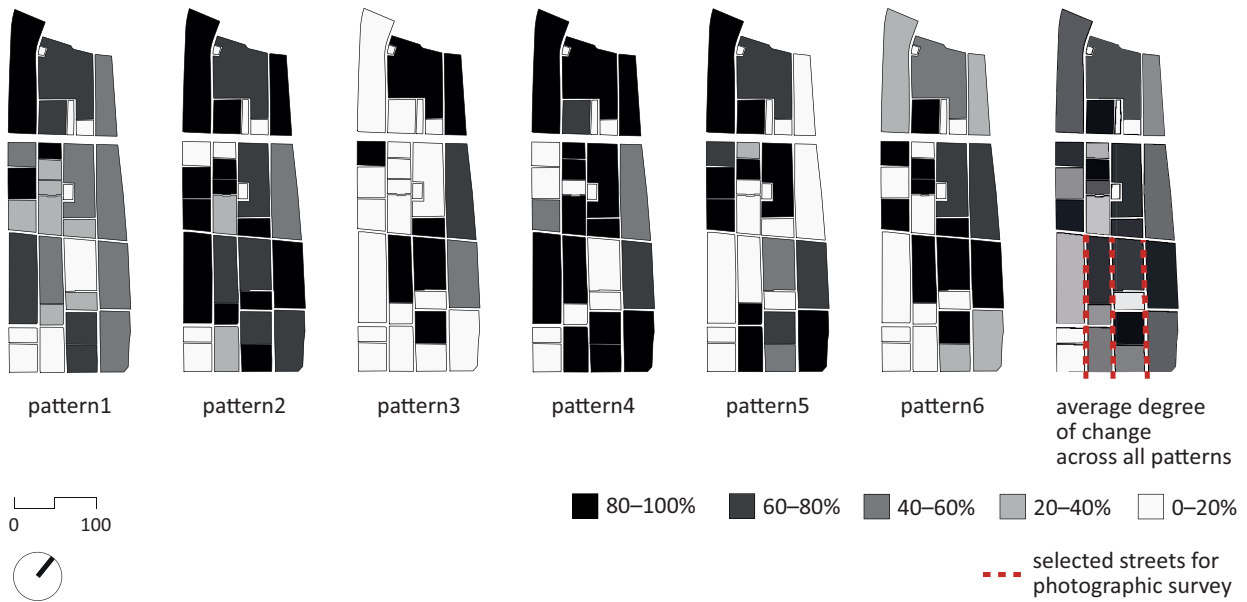 pattern1
pattern2
pattern3
pattern4
pattern5
pattern6
average degree
of change
across all patterns
0 100
80–100%
60–80%
40–60%
20–40%
0–20%
selected streets for
photographic survey